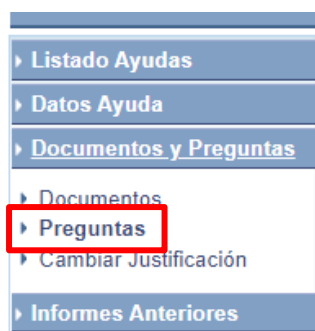 Listado Ayudas
Datos Ayuda
Documentos y Preguntas
Documentos
Preguntas
Cambiar Justificación
Informes Anteriores